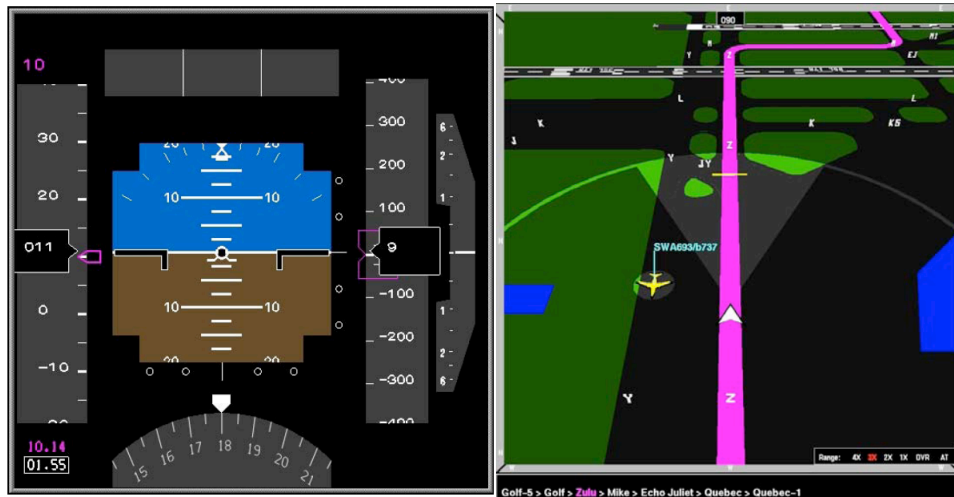 10
400
30
300
20
200
10
10
100
011
9
0
-100
10
10
-200
-10
20
20
-300
-400
10.14
01.55
15
16
17
18
19
20
21
6
2
1
1
2
6
090
Y
M
Z
B
EJ
L
L
J
K
K
K5
Z
Y
JY
SWA693/b737
Y
Z
Range: 4X 3X 2X 1X OVR AT
Golf-5 > Golf > Zulu > Mike > Echo Juliet > Quebec > Quebec-1